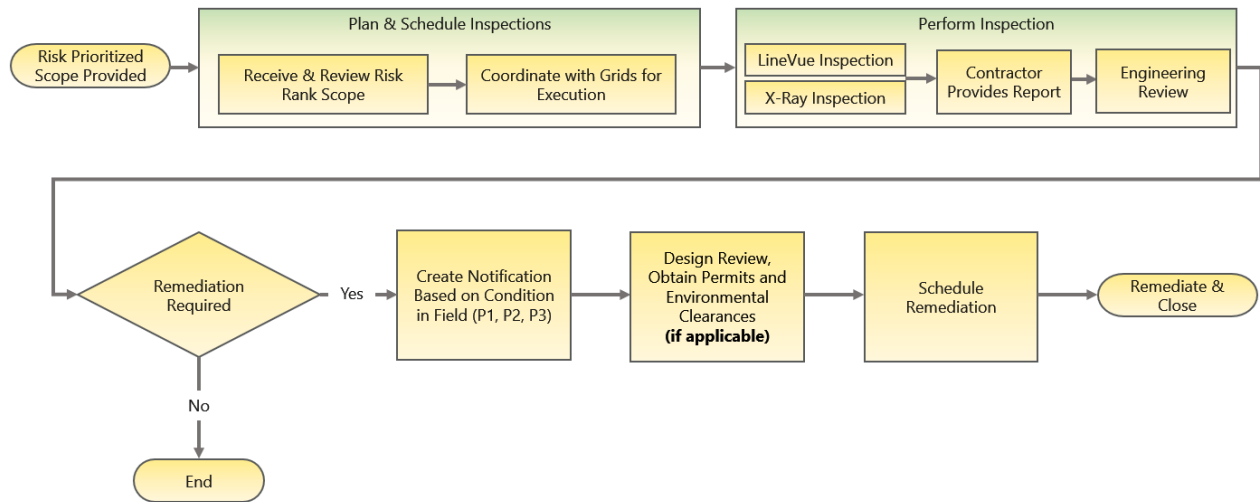 Plan & Schedule Inspections
Perform Inspection
Risk Prioritized
Scope Provided
Receive & Review Risk
Rank Scope
Coordinate with Grids for
Execution
LineVue Inspection
X-Ray Inspection
Contractor
Provides Report
Engineering
Review
Remediation
Required
Yes
Create Notification
Based on Condition
in Field (P1, P2, P3)
Design Review,
Obtain Permits and
Environmental
Clearances
(if applicable)
Schedule
Remediation
Remediate &
Close
No
End